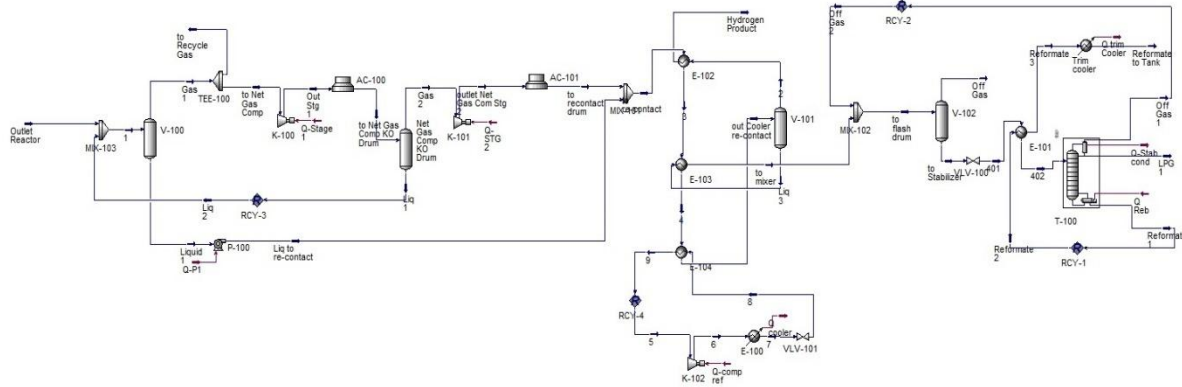 Outlet
Reactor
MIX-103
1
V-100
Gas
1
to
Recycle
Gas
TEE-100
to Net
Gas
Comp
K-100
Out
Stg
1
Q-Stage
1
AC-100
to Net Gas
Comp KO
Drum
Gas
2
Net
Gas
Comp
KO
Drum
Liq
1
RCY-3
Liq
2
Liquid
1
Q-P1
P-100
Liq to
re-contact
outlet Net
Gas Com Stg
K-101
Q-
STG
2
AC-101
to
recontact
drum
co-contact
Hydrogen
Product
E-102
3
out Cooler
re-contact
V-101
2
E-103
to
mixer
Liq
3
4
E-104
9
8
RCY-4
5
K-102
6
Q-comp
ref
E-100
Q
cooler
7
VLV-101
Off
Gas
2
RCY-2
MIX-102
to
flash
drum
V-102
Off
Gas
to
Stabilizer
VLV-100
401
E-101
402
Reformate
3
Trim
cooler
Q trim
Cooler
Reformate
to Tank
Off
Gas
1
Q-Stab
cond
LPG
1
T-100
Q
Reb
Reformate
1
RCY-1
Reformate
2